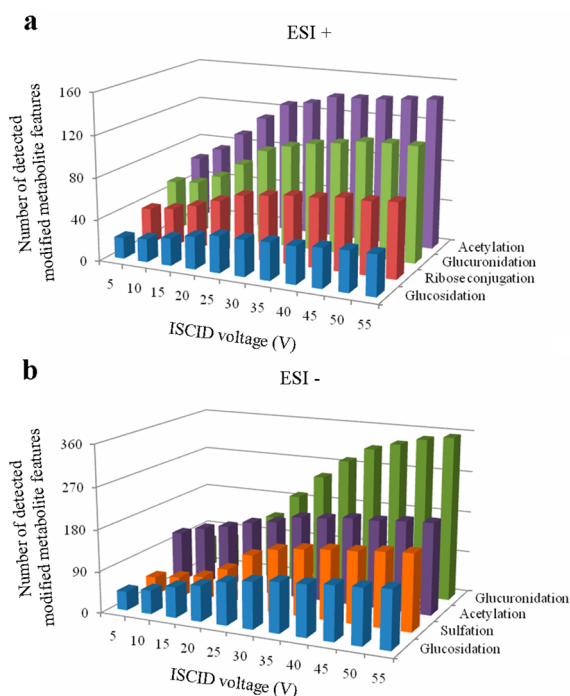 a
ESI +
Number of detected
modified metabolite features
160
120
80
40
0
5 10 15 20 25 30 35 40 45 50 55
ISCID voltage (V)
Acetylation
Glucuronidation
Ribose conjugation
Glucosidation
b
ESI -
Number of detected
modified metabolite features
360
270
180
90
0
5 10 15 20 25 30 35 40 45 50 55
ISCID voltage (V)
Glucuronidation
Acetylation
Sulfation
Glucosidation